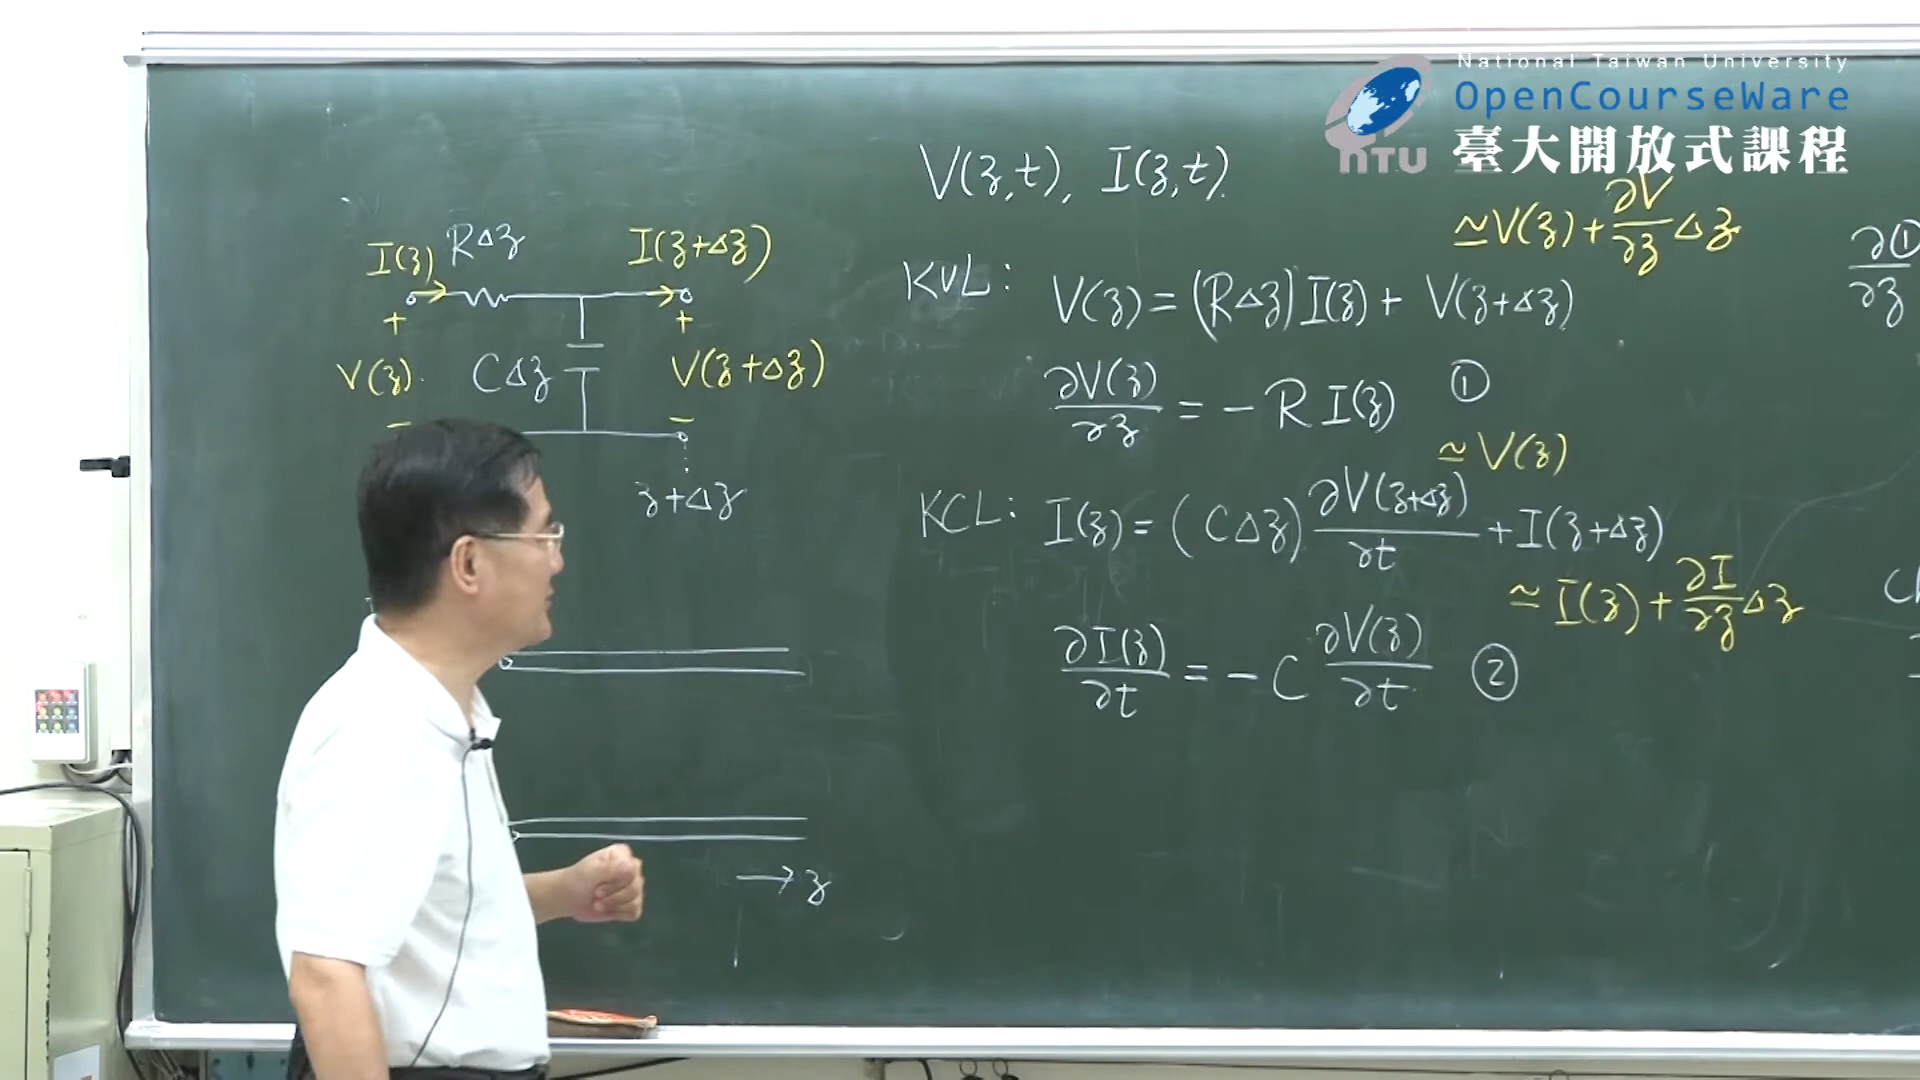 National Taiwan University
OpenCourseWare
臺大開放式課程
NTU
V(z,t), I(z,t)
I(z) RΔz I(z+Δz)
+ +
V(z) CΔz V(z+Δz)
- -
z+Δz
→ z
≃V(z)+∂V/∂z Δz
KVL: V(z)=(RΔz)I(z)+ V(z+Δz)
∂V(z)/∂z = -R I(z) ①
≃V(z)
KCL: I(z)=(CΔz)∂V(z+Δz)/∂t + I(z+Δz)
≃I(z)+∂I/∂z Δz
∂I(z)/∂t = -C ∂V(z)/∂t ②
∂①/∂z